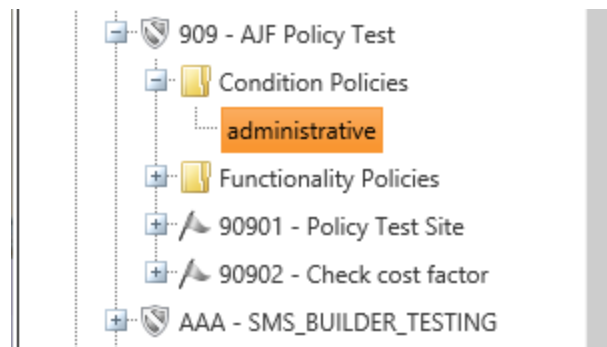 909 - AJF Policy Test
Condition Policies
administrative
Functionality Policies
90901 - Policy Test Site
90902 - Check cost factor
AAA - SMS_BUILDER_TESTING